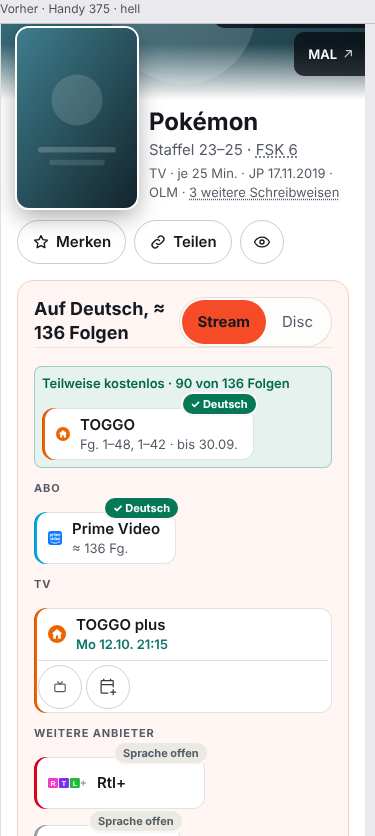 Vorher · Handy 375 · hell
MAL ↗
Pokémon
Staffel 23–25 · FSK 6
TV · je 25 Min. · JP 17.11.2019 ·
OLM · 3 weitere Schreibweisen
Merken
Teilen
Auf Deutsch, ≈
136 Folgen
Stream
Disc
Teilweise kostenlos · 90 von 136 Folgen
✓ Deutsch
TOGGO
Fg. 1–48, 1–42 · bis 30.09.
ABO
✓ Deutsch
prime video
Prime Video
≈ 136 Fg.
TV
TOGGO plus
Mo 12.10. 21:15
WEITERE ANBIETER
Sprache offen
RTL+
Rtl+
Sprache offen